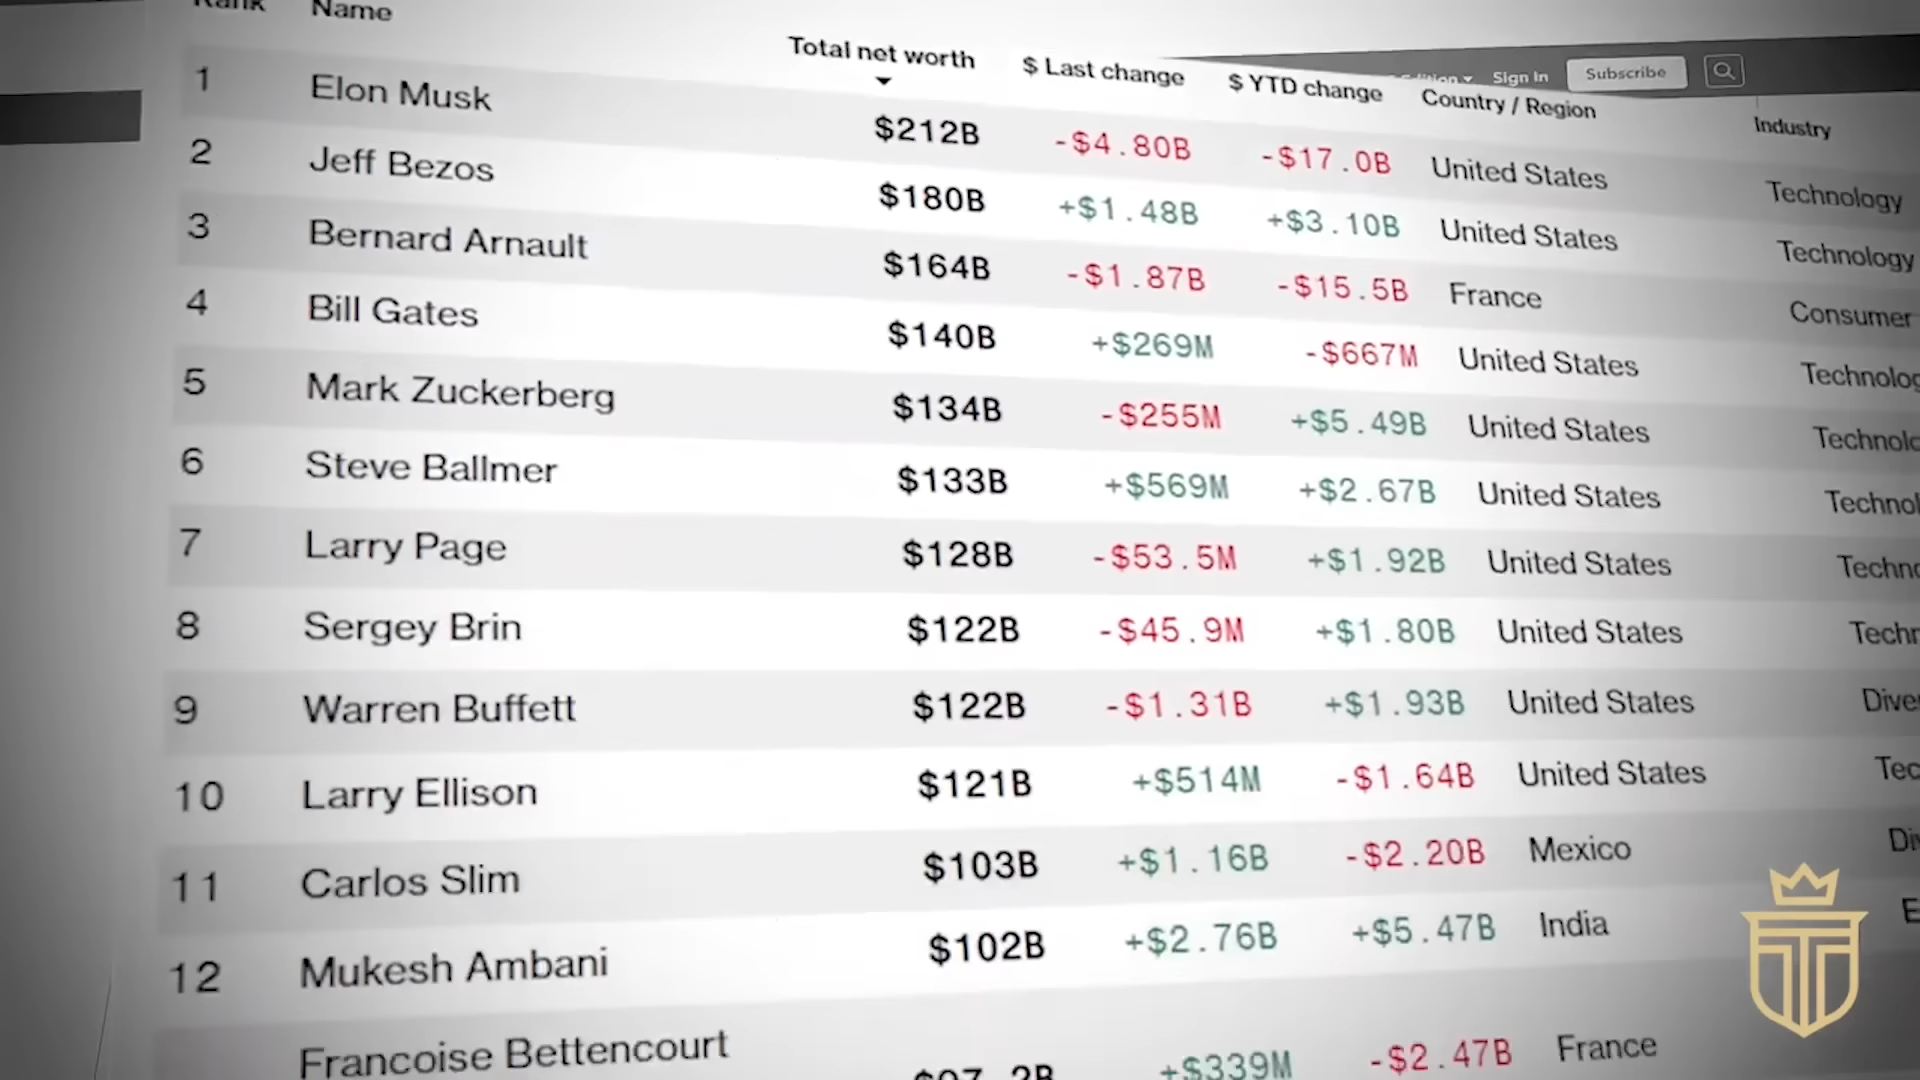 Rank Name Total net worth $ Last change $ YTD change Country / Region Industry
Sign In Subscribe
1 Elon Musk $212B -$4.80B -$17.0B United States Technology
2 Jeff Bezos $180B +$1.48B +$3.10B United States Technology
3 Bernard Arnault $164B -$1.87B -$15.5B France Consumer
4 Bill Gates $140B +$269M -$667M United States Technolog
5 Mark Zuckerberg $134B -$255M +$5.49B United States Technolo
6 Steve Ballmer $133B +$569M +$2.67B United States Technol
7 Larry Page $128B -$53.5M +$1.92B United States Techno
8 Sergey Brin $122B -$45.9M +$1.80B United States Techn
9 Warren Buffett $122B -$1.31B +$1.93B United States Dive
10 Larry Ellison $121B +$514M -$1.64B United States Tec
11 Carlos Slim $103B +$1.16B -$2.20B Mexico Di
12 Mukesh Ambani $102B +$2.76B +$5.47B India E
Francoise Bettencourt +$339M -$2.47B France